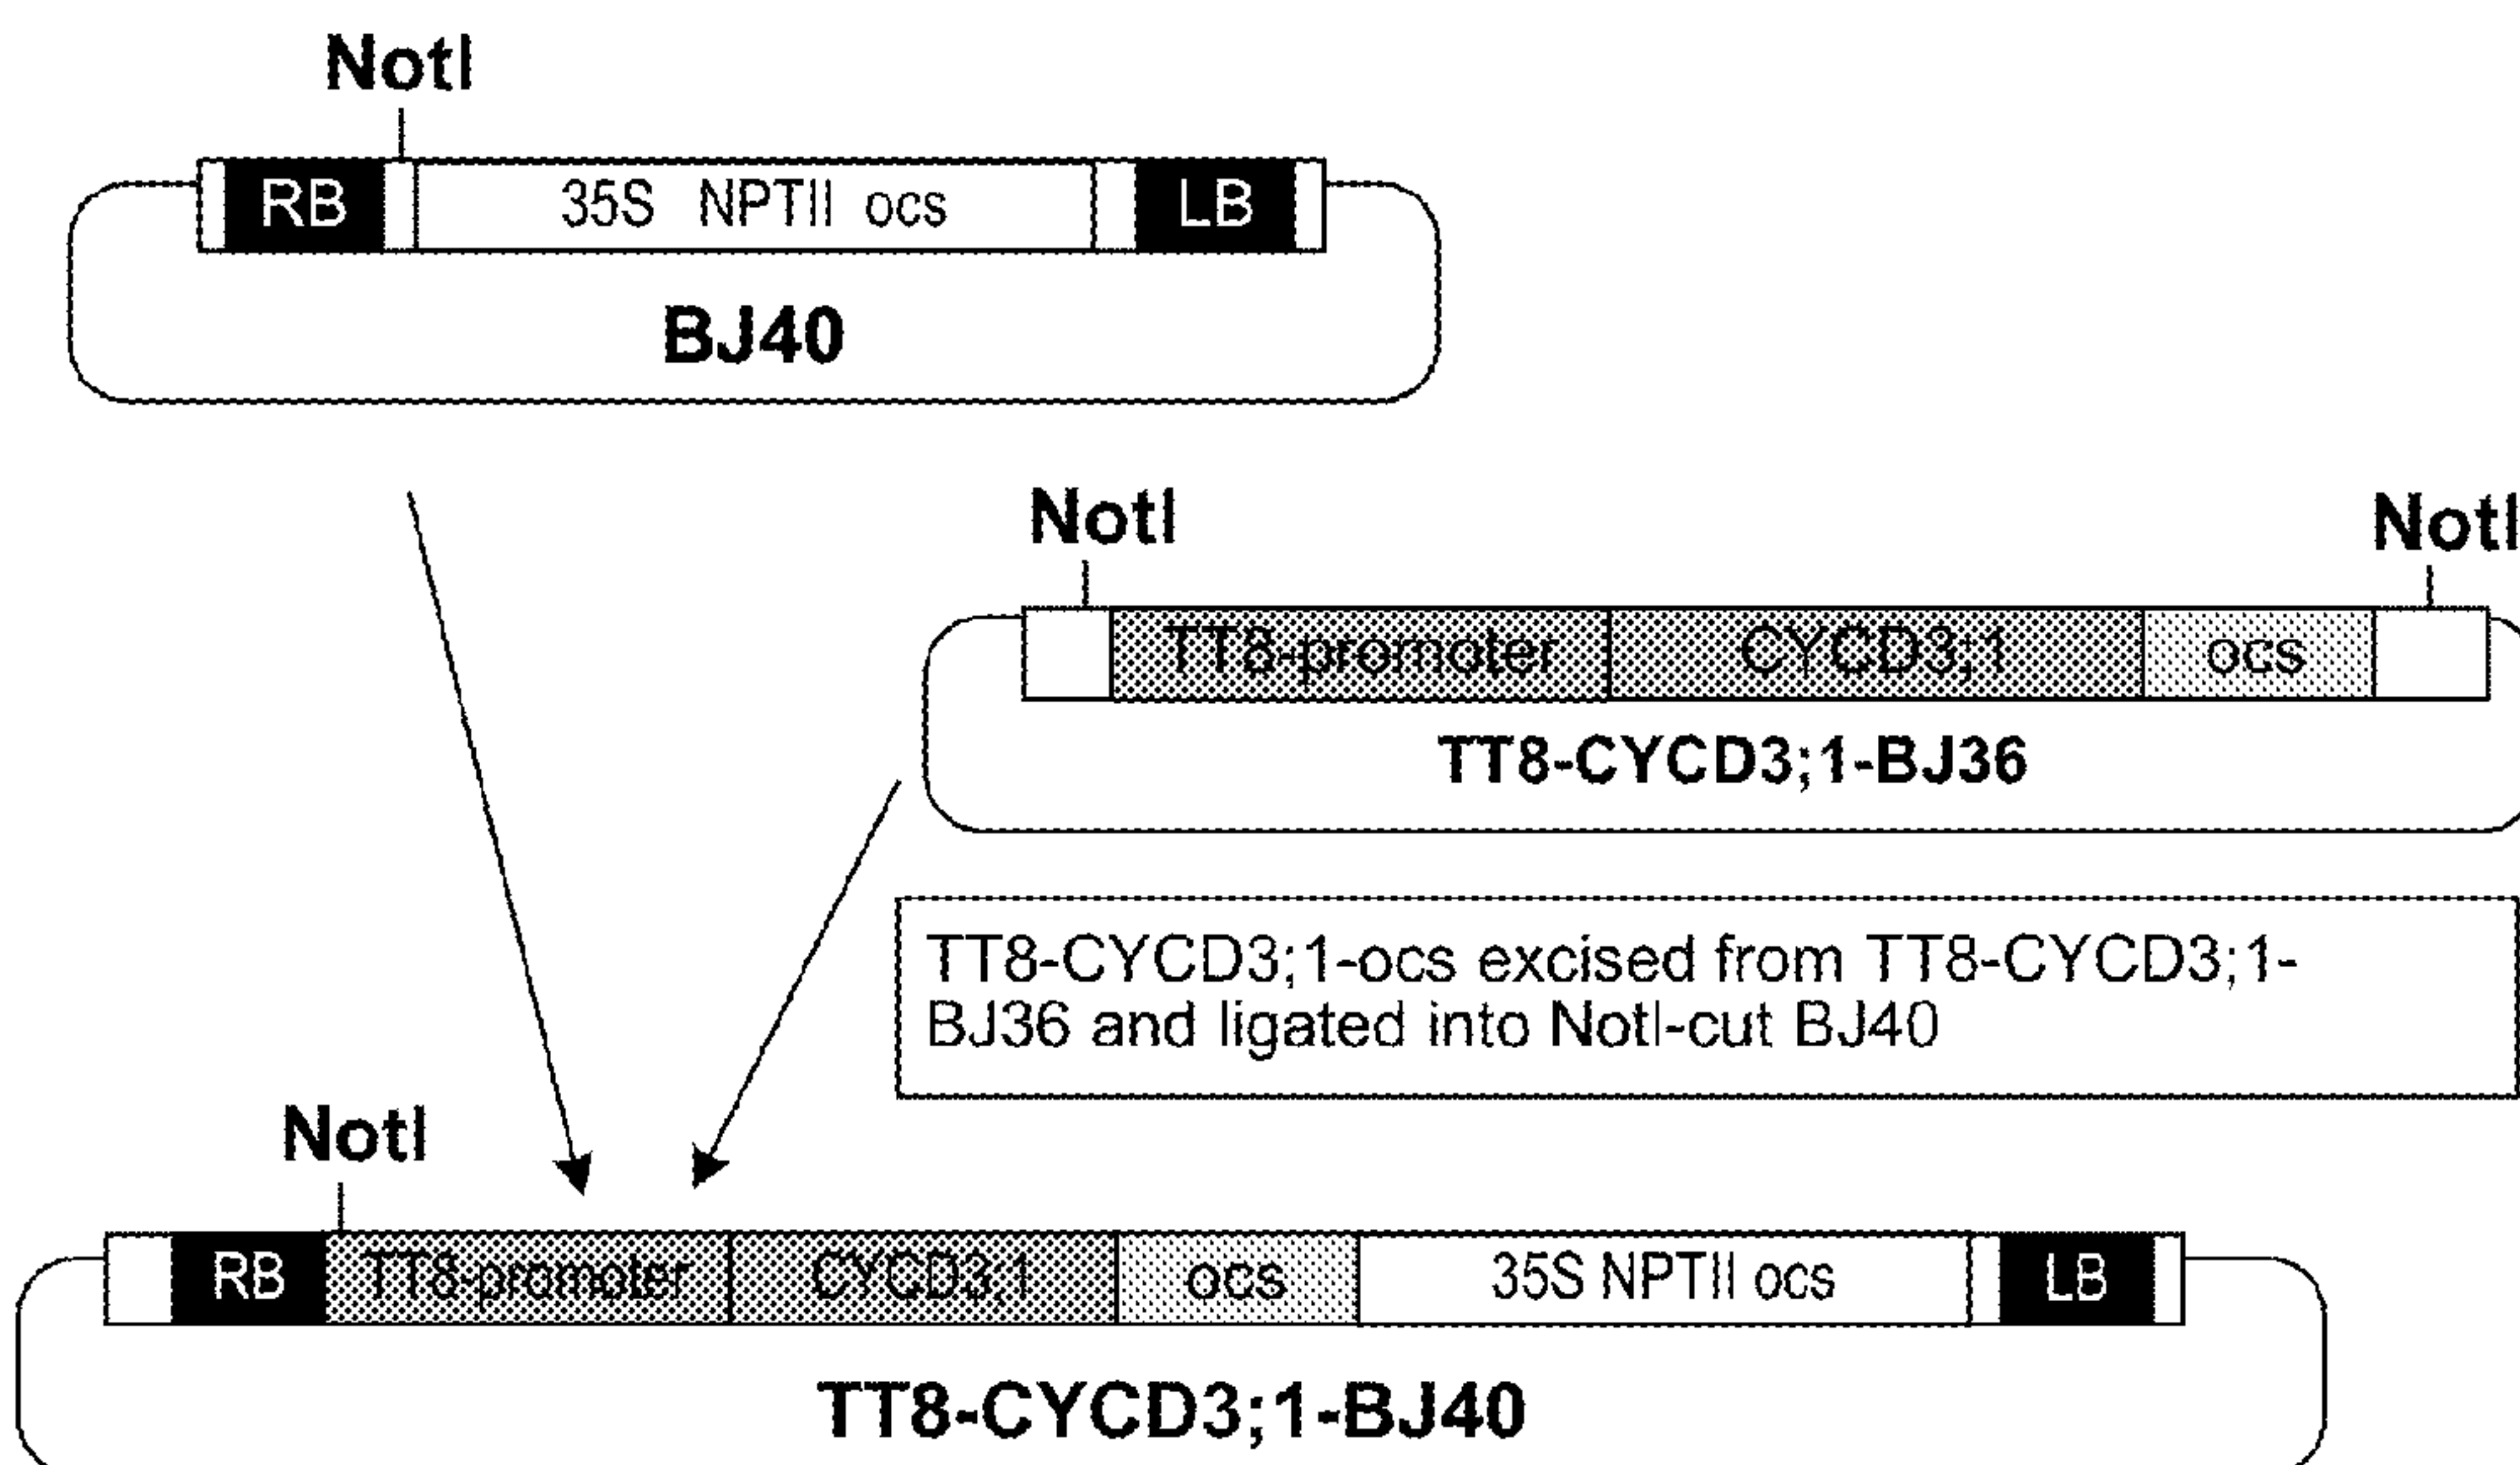 NotI
RB 35S NPTII ocs LB
BJ40
NotI NotI
TT8-promoter CYCD3;1 ocs
TT8-CYCD3;1-BJ36
TT8-CYCD3;1-ocs excised from TT8-CYCD3;1-
BJ36 and ligated into NotI-cut BJ40
NotI
RB TT8-promoter CYCD3;1 ocs 35S NPTII ocs LB
TT8-CYCD3;1-BJ40